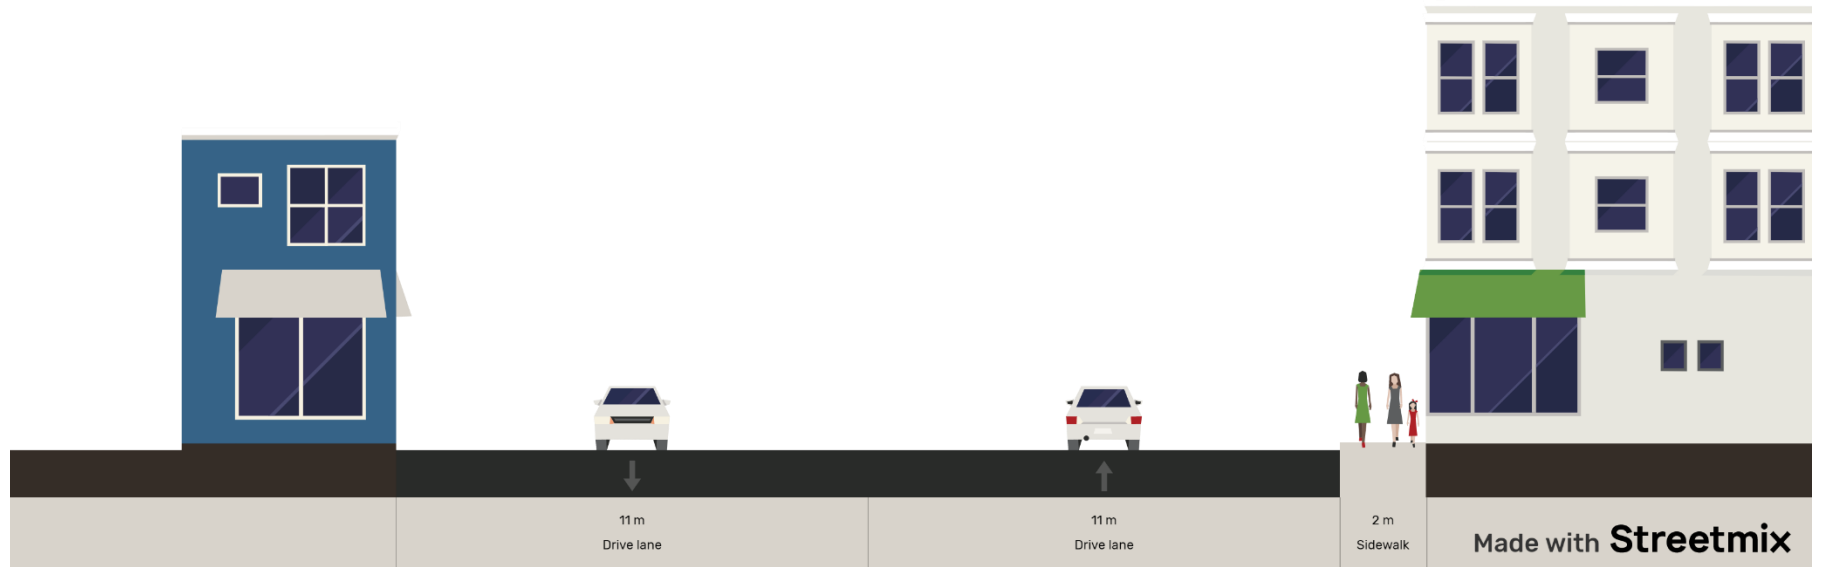 11 m
Drive lane
11 m
Drive lane
2 m
Sidewalk
Made with Streetmix